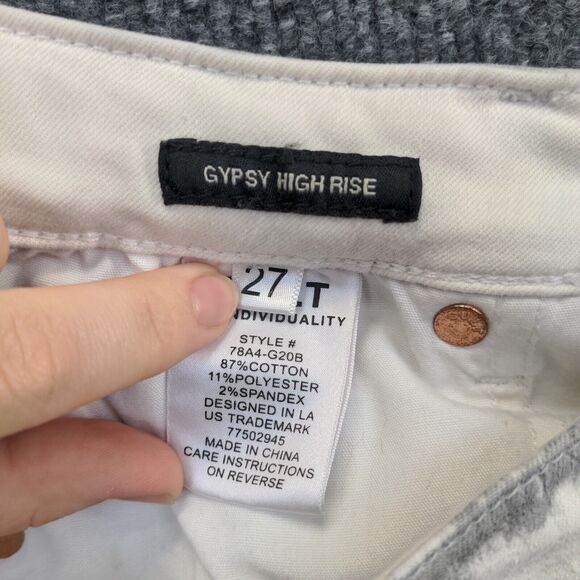 GYPSY HIGH RISE
27
T
NDIVIDUALITY
STYLE #
78A4-G20B
87%COTTON
11%POLYESTER
2%SPANDEX
DESIGNED IN LA
US TRADEMARK
77502945
MADE IN CHINA
CARE INSTRUCTIONS
ON REVERSE